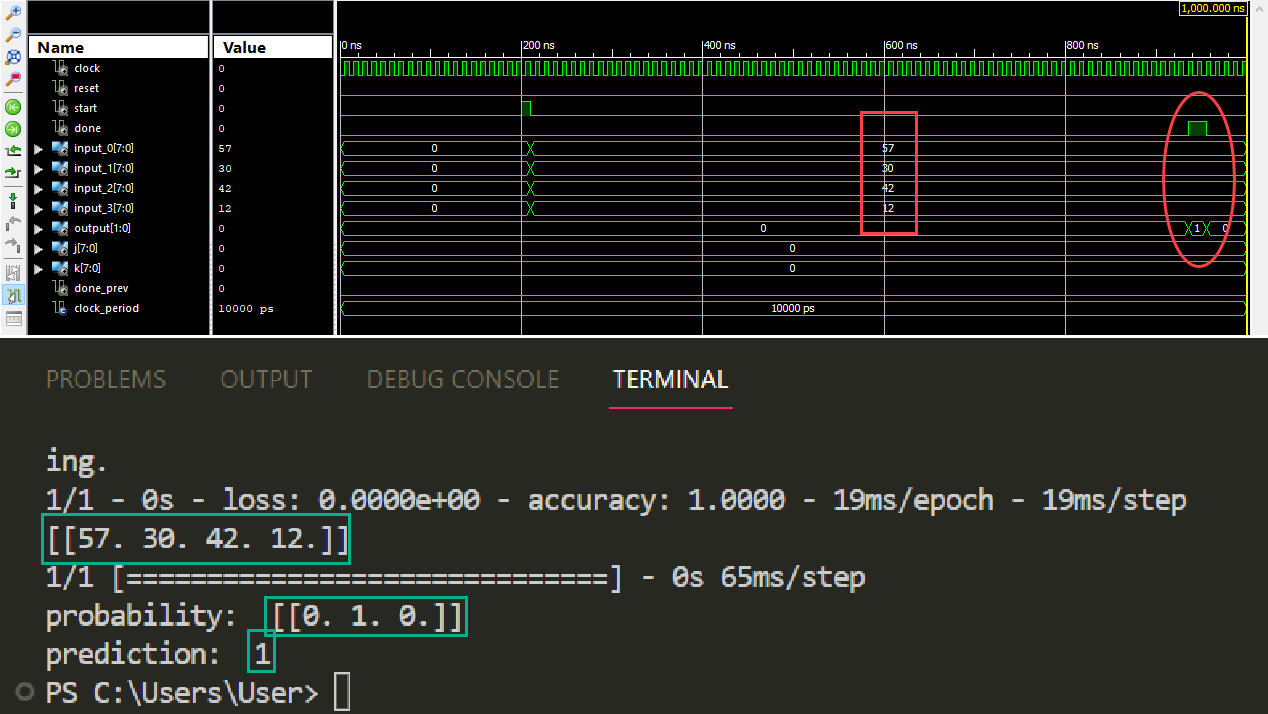 1,000.000 ns
Name Value
0 ns 200 ns 400 ns 600 ns 800 ns
clock 0
reset 0
start 0
done 0
input_0[7:0] 57 0 57
input_1[7:0] 30 0 30
input_2[7:0] 42 0 42
input_3[7:0] 12 0 12
output[1:0] 0 0 1 0
j[7:0] 0 0
k[7:0] 0 0
done_prev 0
clock_period 10000 ps 10000 ps
PROBLEMS OUTPUT DEBUG CONSOLE TERMINAL
ing.
1/1 - 0s - loss: 0.0000e+00 - accuracy: 1.0000 - 19ms/epoch - 19ms/step
[[57. 30. 42. 12.]]
1/1 [==============================] - 0s 65ms/step
probability: [[0. 1. 0.]]
prediction: 1
PS C:\Users\User>